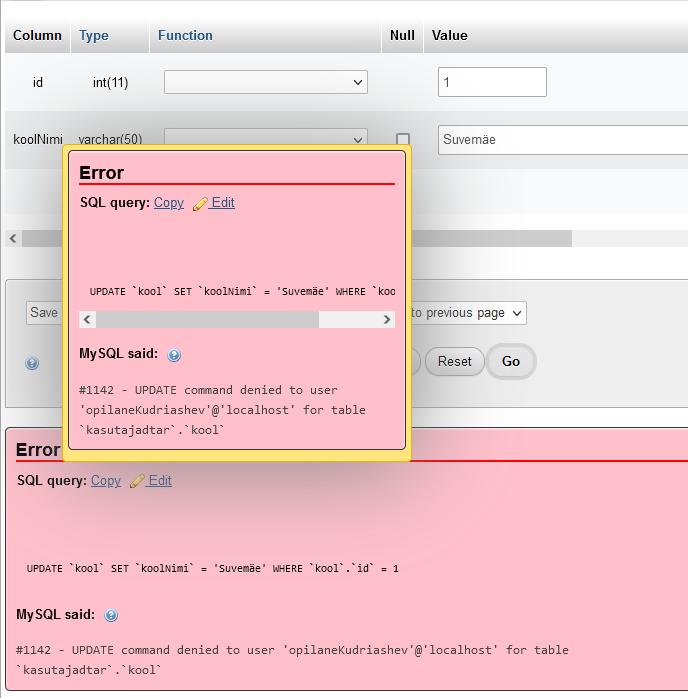 Column Type Function Null Value
id int(11) 1
koolNimi varchar(50) Suvemäe
Error
SQL query: Copy Edit
UPDATE `kool` SET `koolNimi` = 'Suvemäe' WHERE `koo
Save to previous page
MySQL said:
Reset Go
#1142 - UPDATE command denied to user
'opilaneKudriashev'@'localhost' for table
`kasutajadtar`.`kool`
Error
SQL query: Copy Edit
UPDATE `kool` SET `koolNimi` = 'Suvemäe' WHERE `kool`.`id` = 1
MySQL said:
#1142 - UPDATE command denied to user 'opilaneKudriashev'@'localhost' for table
`kasutajadtar`.`kool`